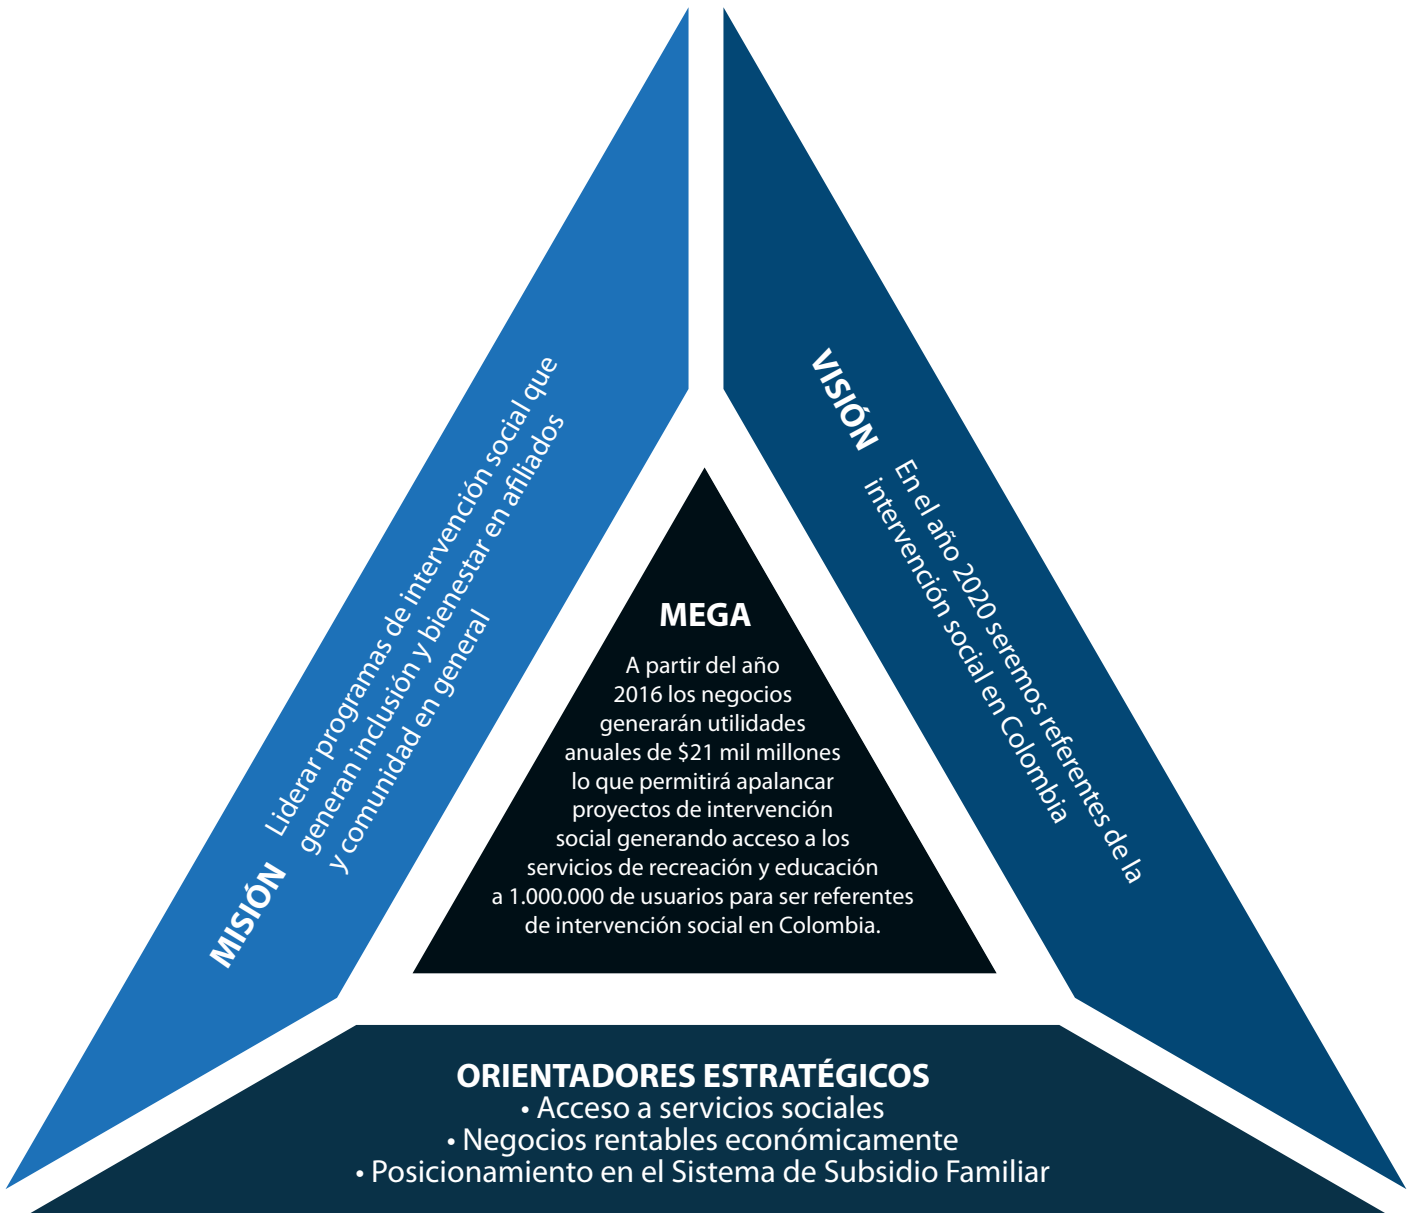 MISIÓN
Liderar programas de intervención social que
generan inclusión y bienestar en afiliados
y comunidad en general
VISIÓN
En el año 2020 seremos referentes de la
intervención social en Colombia
MEGA
A partir del año
2016 los negocios
generarán utilidades
anuales de $21 mil millones
lo que permitirá apalancar
proyectos de intervención
social generando acceso a los
servicios de recreación y educación
a 1.000.000 de usuarios para ser referentes
de intervención social en Colombia.
ORIENTADORES ESTRATÉGICOS
• Acceso a servicios sociales
• Negocios rentables económicamente
• Posicionamiento en el Sistema de Subsidio Familiar